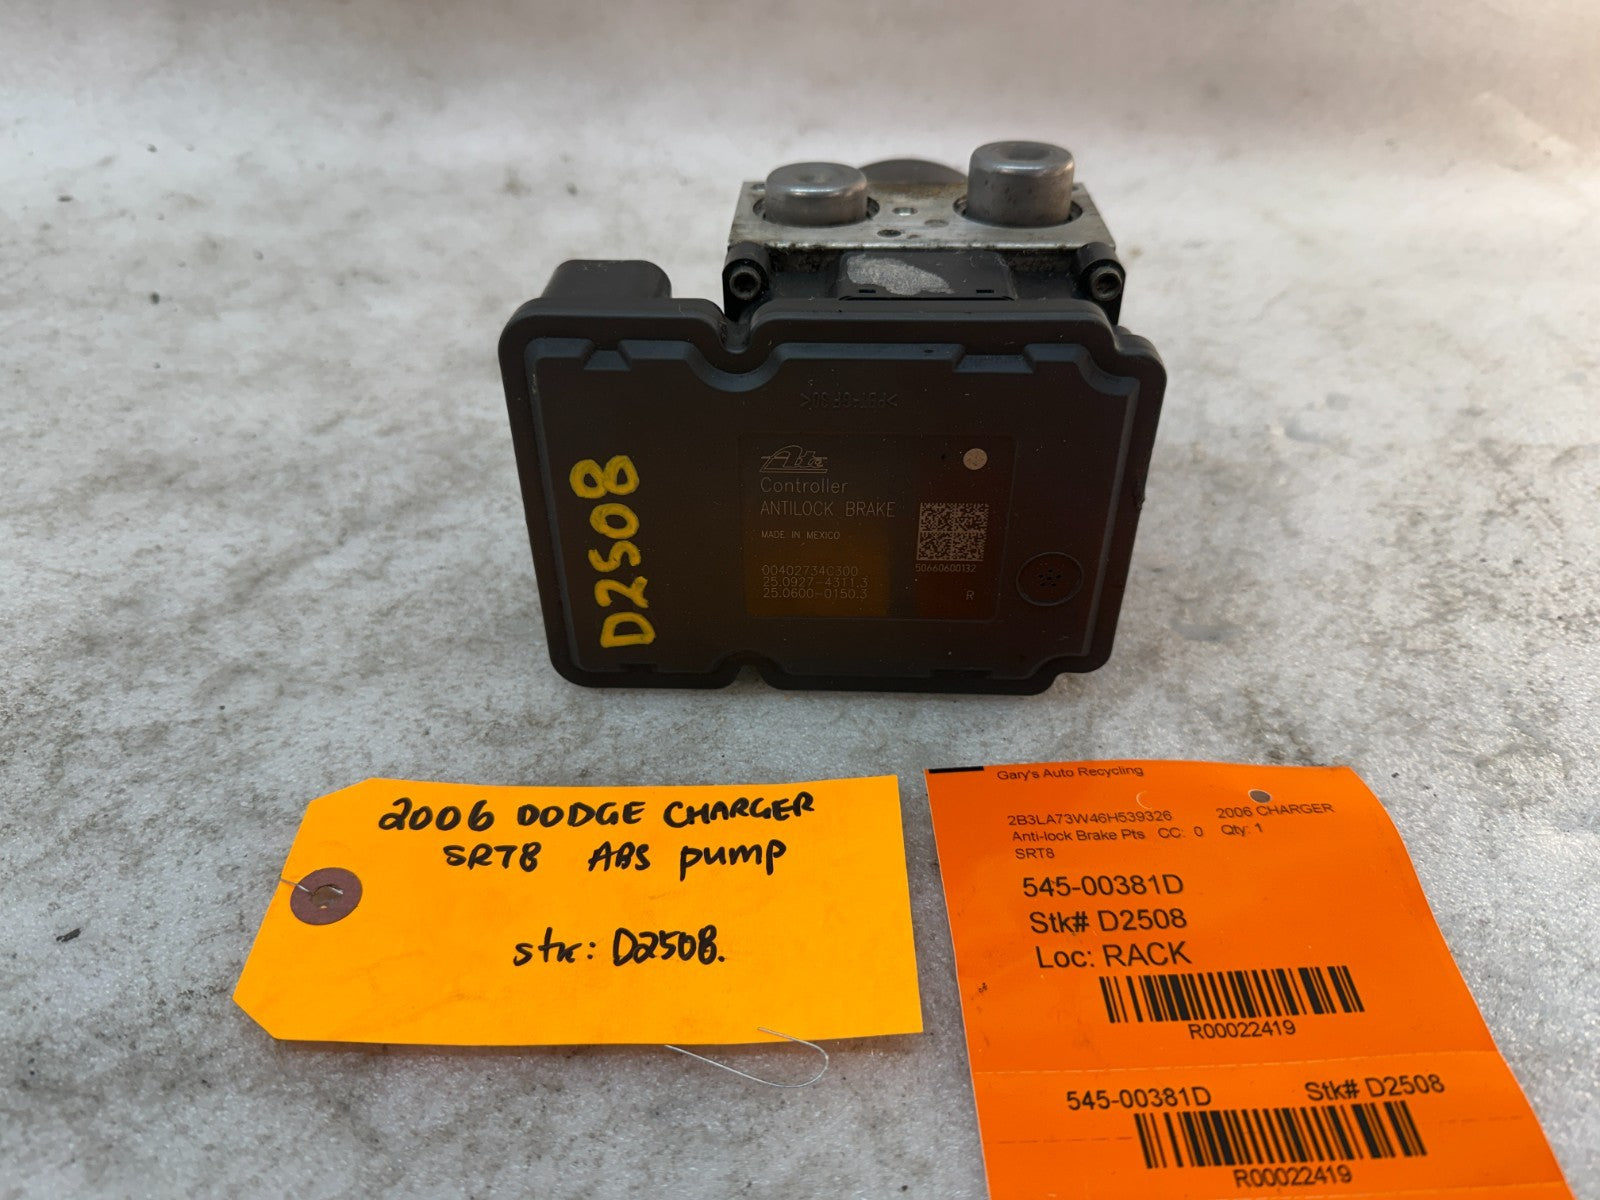 >PBT-GF30<
Ate
Controller
ANTILOCK BRAKE
MADE IN MEXICO
00402734C300
25.0927-4311.3
25.0600-0150.3
50660600132
R
D2508
2006 DODGE CHARGER
SRT8 ABS pump
stk: D2508.
Gary's Auto Recycling
2B3LA73W46H539326 2006 CHARGER
Anti-lock Brake Pts CC: 0 Qty: 1
SRT8
545-00381D
Stk# D2508
Loc: RACK
R00022419
545-00381D Stk# D2508
R00022419